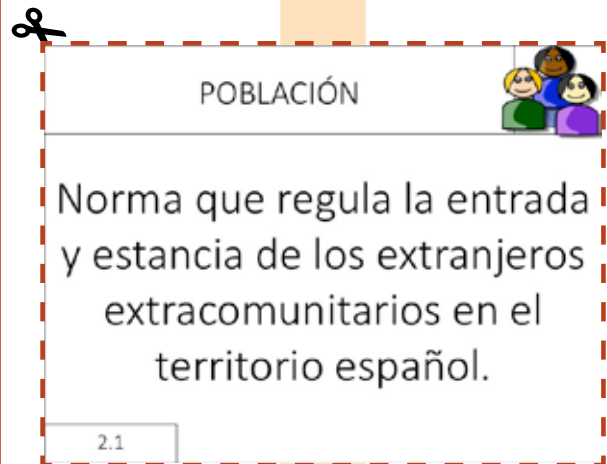 POBLACIÓN
Norma que regula la entrada
y estancia de los extranjeros
extracomunitarios en el
territorio español.
2.1